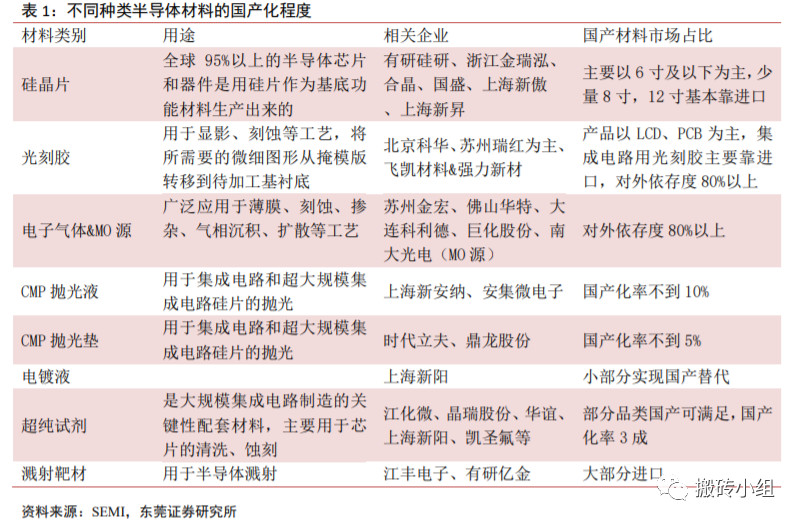 表 1：不同种类半导体材料的国产化程度
材料类别 用途 相关企业 国产材料市场占比
硅晶片
全球 95%以上的半导体芯片
和器件是用硅片作为基底功
能材料生产出来的
有研硅研、浙江金瑞泓、
合晶、国盛、上海新傲
、上海新昇
主要以 6 寸及以下为主，少
量 8 寸，12 寸基本靠进口
光刻胶
用于显影、刻蚀等工艺，将
所需要的微细图形从掩模版
转移到待加工基衬底
北京科华、苏州瑞红为主、
飞凯材料&强力新材
产品以 LCD、PCB 为主，集
成电路用光刻胶主要靠进
口，对外依存度 80%以上
电子气体&MO 源
广泛应用于薄膜、刻蚀、掺
杂、气相沉积、扩散等工艺
苏州金宏、佛山华特、大
连科利德、巨化股份、南
大光电（MO 源）
对外依存度 80%以上
CMP 抛光液
用于集成电路和超大规模集
成电路硅片的抛光
上海新安纳、安集微电子
国产化率不到 10%
CMP 抛光垫
用于集成电路和超大规模集
成电路硅片的抛光
时代立夫、鼎龙股份
国产化率不到 5%
电镀液
上海新阳
小部分实现国产替代
超纯试剂
是大规模集成电路制造的关
键性配套材料，主要用于芯
片的清洗、蚀刻
江化微、晶瑞股份、华谊、
上海新阳、凯圣氟等
部分品类国产可满足，国产
化率 3 成
溅射靶材
用于半导体溅射
江丰电子、有研亿金
大部分进口
搬砖小组
资料来源：SEMI，东莞证券研究所